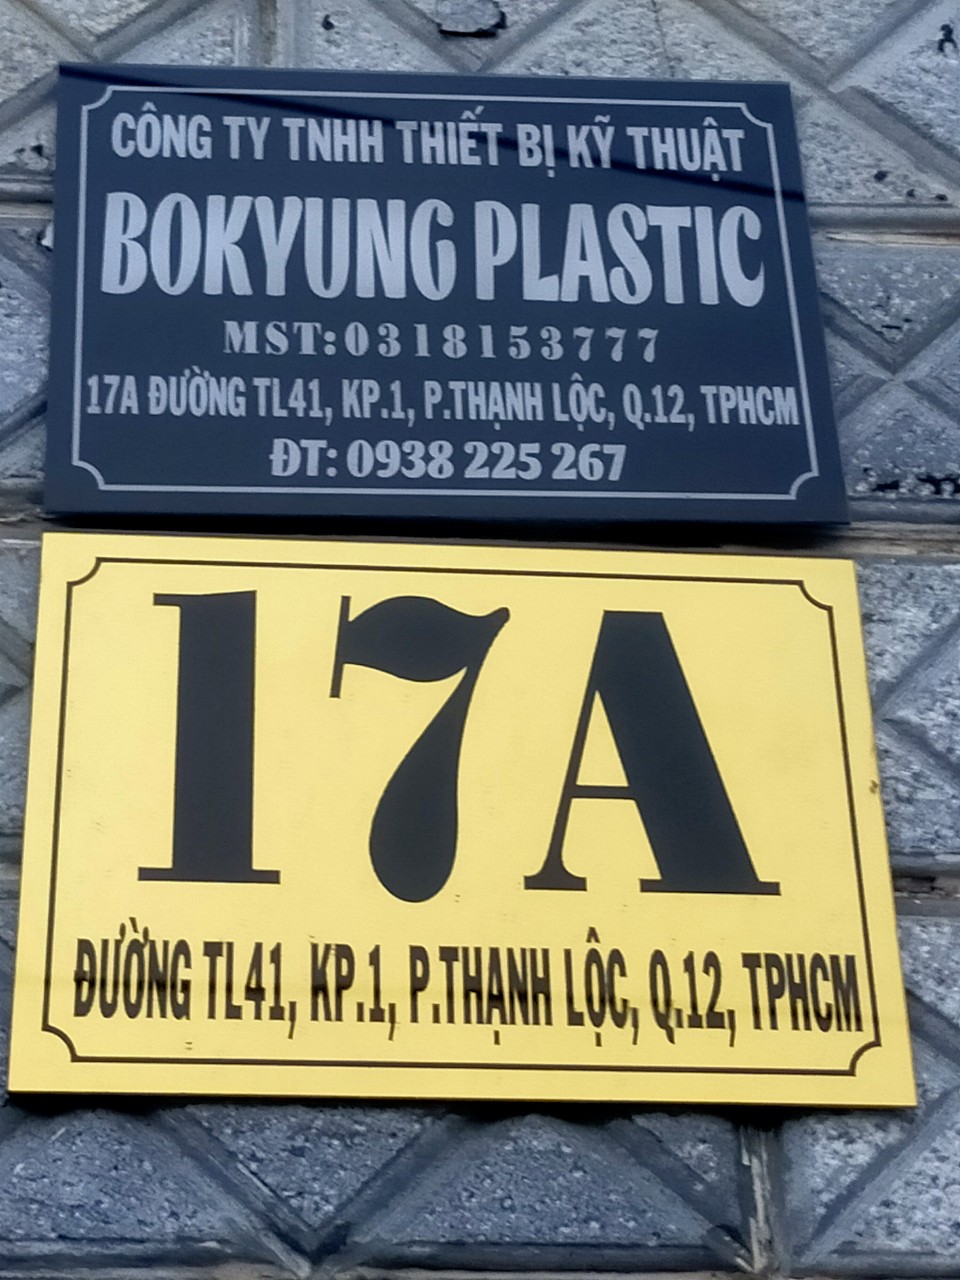 CÔNG TY TNHH THIẾT BỊ KỸ THUẬT
BOKYUNG PLASTIC
MST: 0318153777
17A ĐƯỜNG TL41, KP.1, P.THẠNH LỘC, Q.12, TPHCM
ĐT: 0938 225 267
17A
ĐƯỜNG TL41, KP.1, P.THẠNH LỘC, Q.12, TPHCM